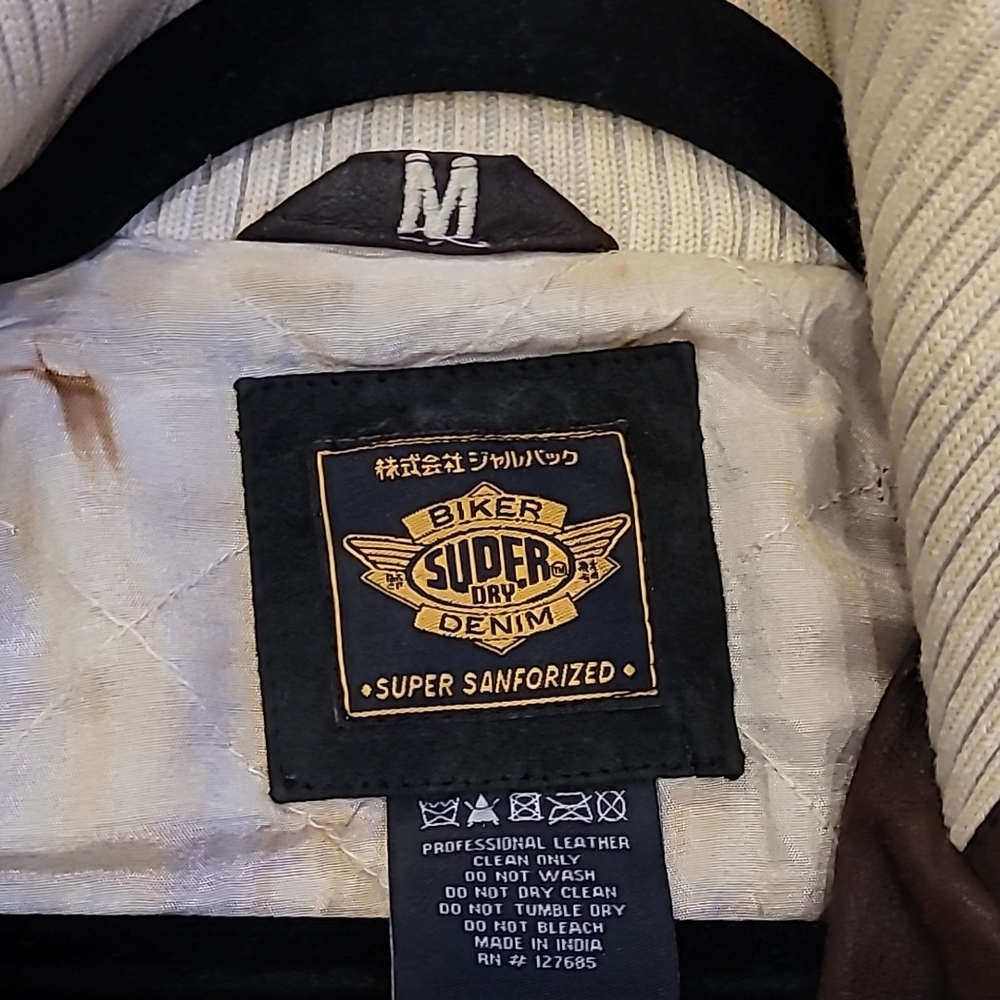 M
株式会社ジャルパック
BIKER
SUPER
TM
DRY
DENIM
•SUPER SANFORIZED•
PROFESSIONAL LEATHER
CLEAN ONLY
DO NOT WASH
DO NOT DRY CLEAN
DO NOT TUMBLE DRY
DO NOT BLEACH
MADE IN INDIA
RN # 127685